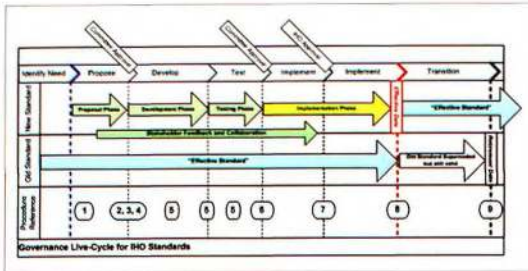 Committee Approval
Committee Approval
IHO Approval
Identify Need
Propose
Develop
Test
Implement
Implement
Transition
New Standard
Proposal Phase
Development Phase
Testing Phase
Implementation Phase
Effective Date
"Effective Standard"
Stakeholder Feedback and Collaboration
Old Standard
"Effective Standard"
Old Standard Superseded
but still valid
Retirement Date
Procedure
Reference
1
2, 3, 4
5
5
5
6
7
8
9
Governance Live-Cycle for IHO Standards